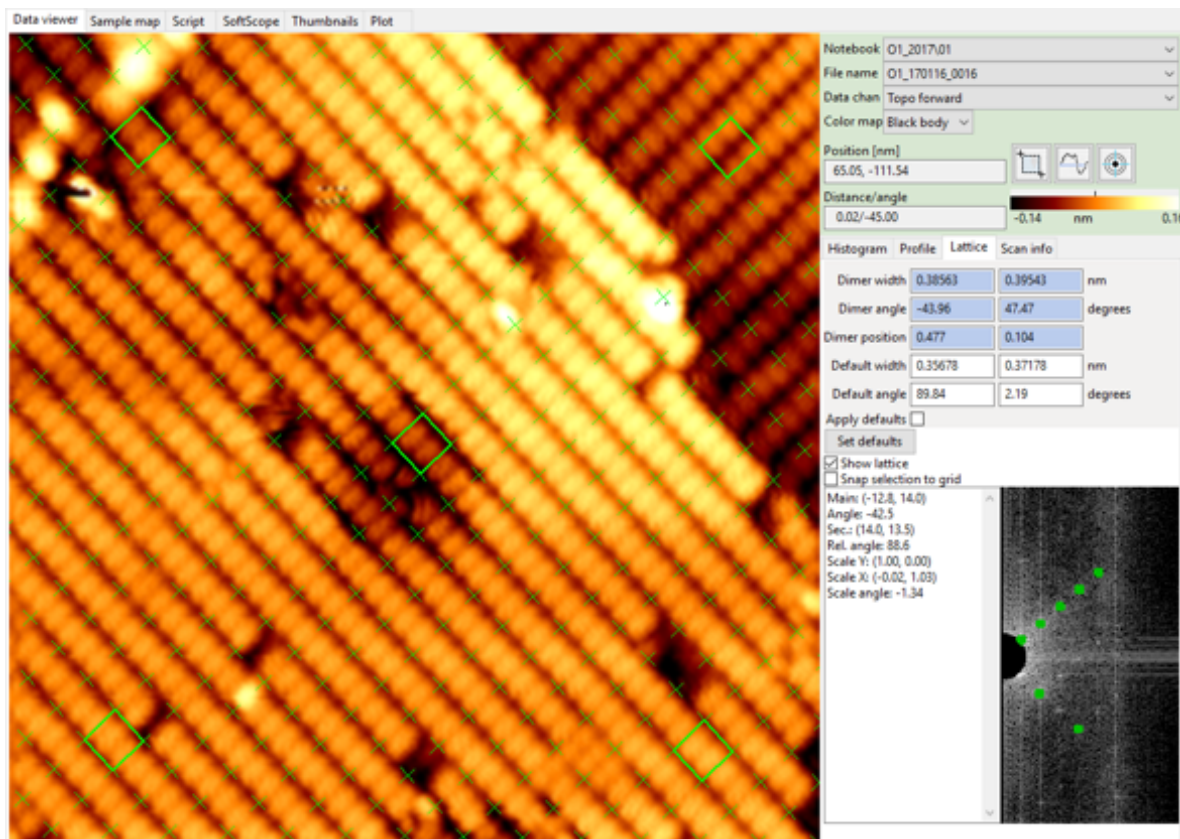 Data viewer Sample map Script SoftScope Thumbnails Plot
Notebook O1_2017\01
File name O1_170116_0016
Data chan Topo forward
Color map Black body
Position [nm]
65.05, -111.54
Distance/angle
0.02/-45.00
-0.14 nm 0.16
Histogram Profile Lattice Scan info
Dimer width 0.38563 0.39543 nm
Dimer angle -43.96 47.47 degrees
Dimer position 0.477 0.104
Default width 0.35678 0.37178 nm
Default angle 89.84 2.19 degrees
Apply defaults
Set defaults
Show lattice
Snap selection to grid
Main: (-12.8, 14.0)
Angle: -42.5
Sec.: (14.0, 13.5)
Rel. angle: 88.6
Scale Y: (1.00, 0.00)
Scale X: (-0.02, 1.03)
Scale angle: -1.34